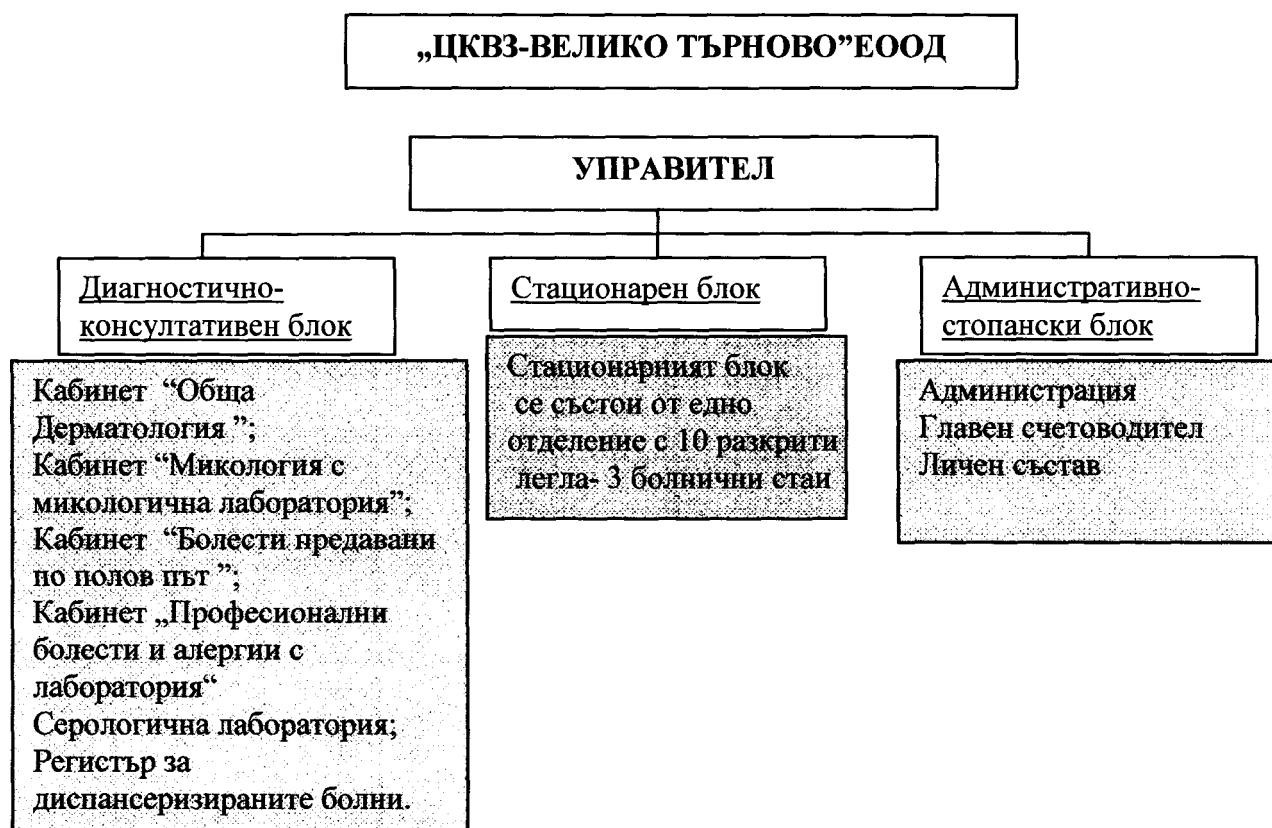 „ЦКВЗ-ВЕЛИКО ТЪРНОВО”ЕООД
УПРАВИТЕЛ
Диагностично-
консултативен блок
Кабинет “Обща
Дерматология ”;
Кабинет “Микология с
микологична лаборатория”;
Кабинет “Болести предавани
по полов път ”;
Кабинет „Професионални
болести и алергии с
лаборатория“
Серологична лаборатория;
Регистър за
диспансеризираните болни.
Стационарен блок
Стационарният блок
се състои от едно
отделение с 10 разкрити
легла- 3 болнични стаи
Административно-
стопански блок
Администрация
Главен счетоводител
Личен състав